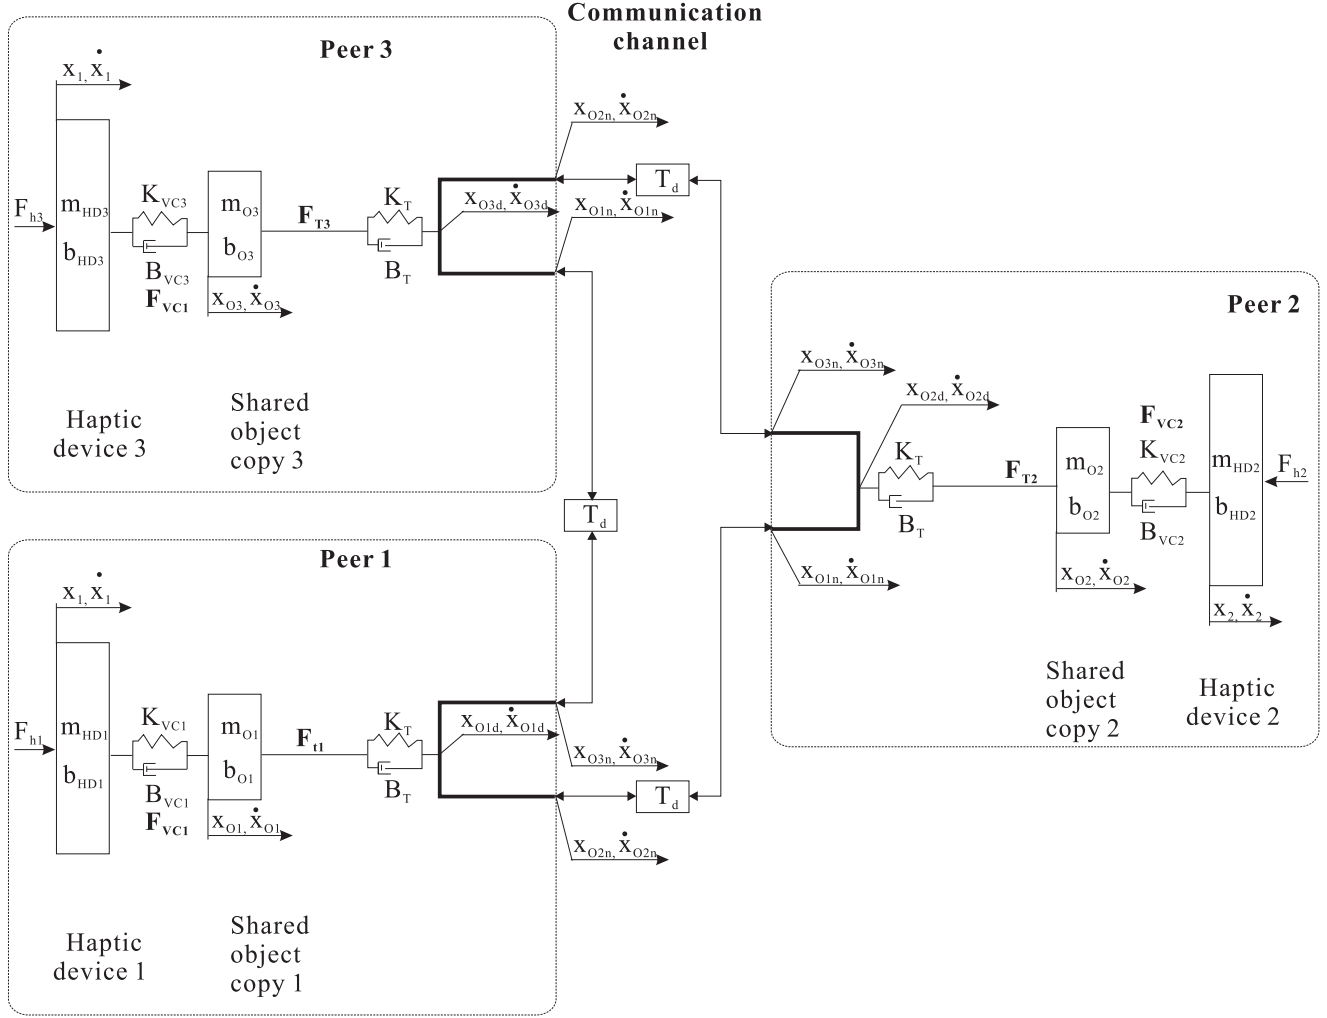 Communication
channel
Peer 3
x1, ẋ1
Fh3
mHD3
bHD3
KVC3
BVC3
FVC1
mO3
bO3
xO3, ẋO3
FT3
KT
BT
xO2n, ẋO2n
xO3d, ẋO3d
xO1n, ẋO1n
Td
Haptic
device 3
Shared
object
copy 3
Td
Peer 1
x1, ẋ1
Fh1
mHD1
bHD1
KVC1
BVC1
FVC1
mO1
bO1
xO1, ẋO1
Ft1
KT
BT
xO1d, ẋO1d
xO3n, ẋO3n
Td
xO2n, ẋO2n
Haptic
device 1
Shared
object
copy 1
Peer 2
xO3n, ẋO3n
xO2d, ẋO2d
KT
BT
xO1n, ẋO1n
FT2
mO2
bO2
xO2, ẋO2
FVC2
KVC2
BVC2
mHD2
bHD2
Fh2
x2, ẋ2
Shared
object
copy 2
Haptic
device 2